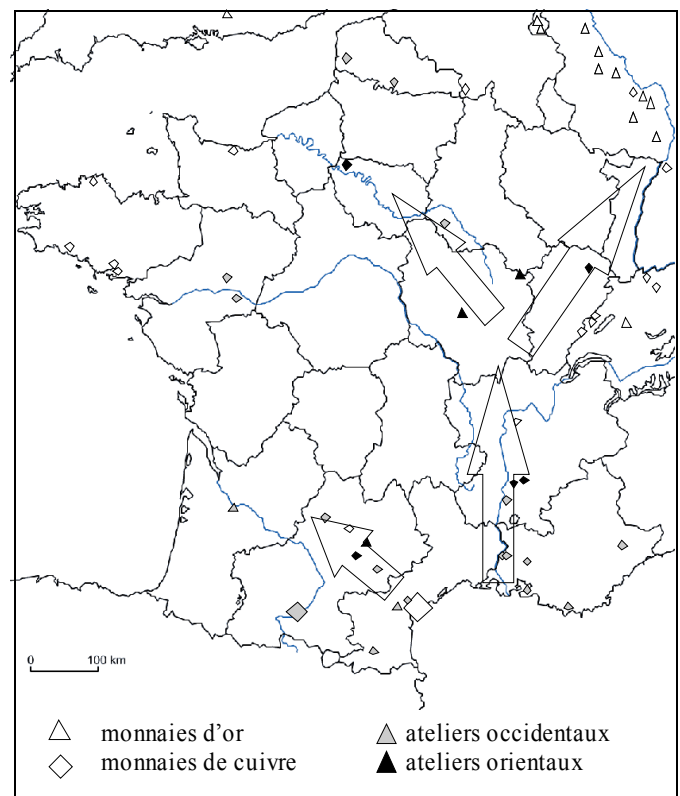 0 100 km
monnaies d'or
monnaies de cuivre
ateliers occidentaux
ateliers orientaux